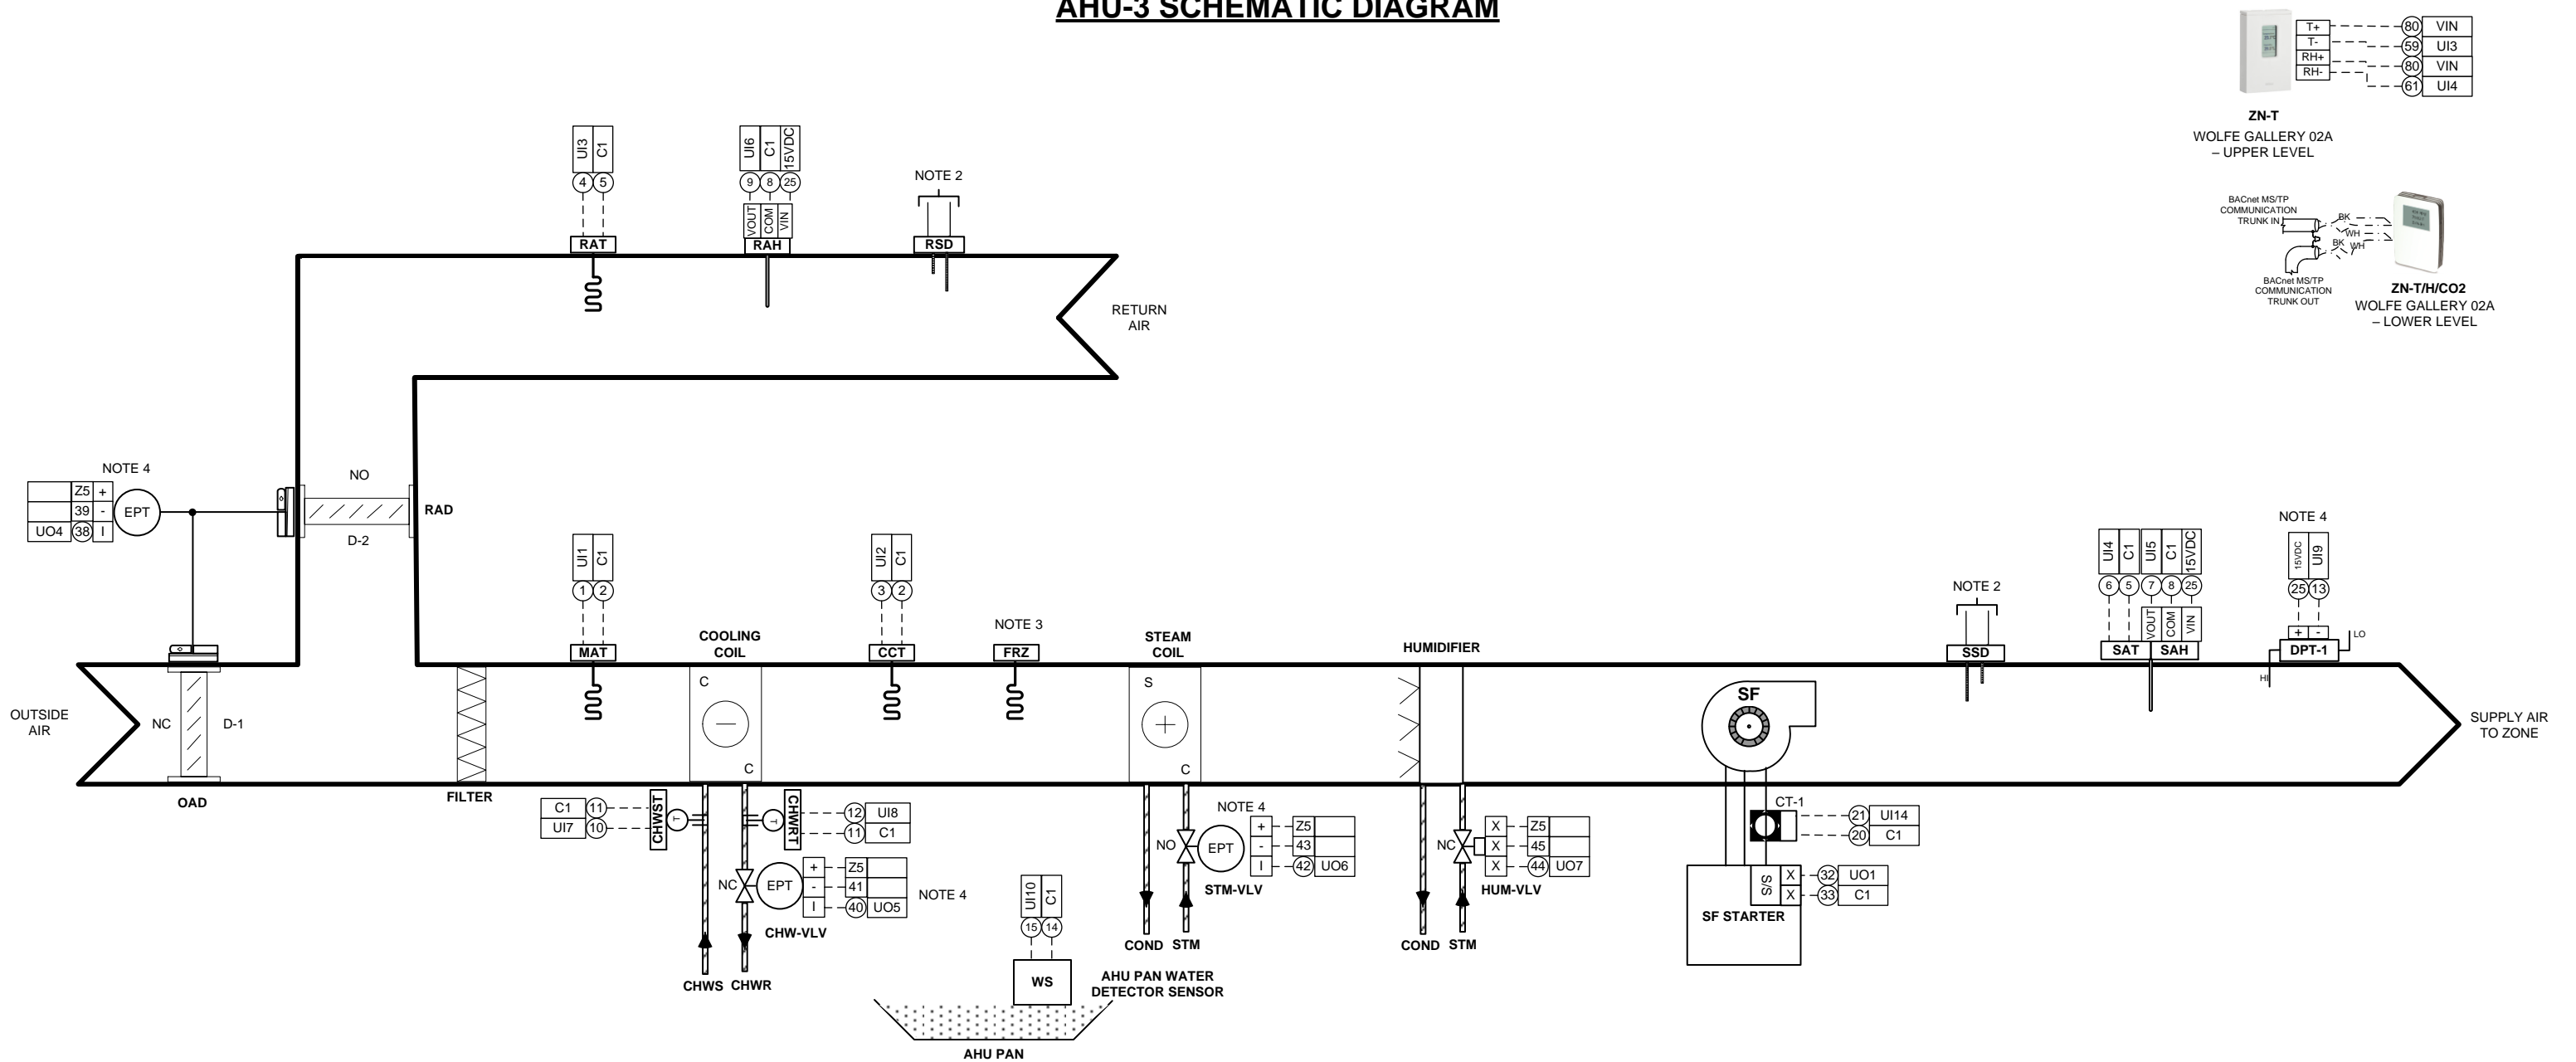 AHU-3 SCHEMATIC DIAGRAM
T+ 80 VIN
T- 59 UI3
RH+ 80 VIN
RH- 61 UI4
ZN-T
WOLFE GALLERY 02A
– UPPER LEVEL
BACnet MS/TP
COMMUNICATION
TRUNK IN
BK
WH
BK WH
BACnet MS/TP
COMMUNICATION
TRUNK OUT
ZN-T/H/CO2
WOLFE GALLERY 02A
– LOWER LEVEL
UI3 C1
4 5
RAT
UI6 C1 15VDC
9 8 25
VOUT COM VIN
RAH
NOTE 2
RSD
RETURN
AIR
NOTE 4
Z5 +
39 -
UO4 38 I
EPT
NO
D-2
RAD
UI1 C1
1 2
MAT
COOLING
COIL
C
C
UI2 C1
3 2
CCT
NOTE 3
FRZ
STEAM
COIL
S
C
HUMIDIFIER
SF
NOTE 2
SSD
UI4 C1 UI5 C1 15VDC
6 5 7 8 25
VOUT COM VIN
SAT SAH
NOTE 4
15VDC UI9
25 13
+ -
DPT-1
LO
HI
OUTSIDE
AIR
NC
D-1
OAD
FILTER
SUPPLY AIR
TO ZONE
C1 11
UI7 10
CHWST
T
T
CHWRT
12 UI8
11 C1
NC
EPT
+ Z5
- 41
I 40 UO5
NOTE 4
CHW-VLV
CHWS CHWR
UI10 C1
15 14
WS
AHU PAN WATER
DETECTOR SENSOR
AHU PAN
NOTE 4
NO
EPT
+ Z5
- 43
I 42 UO6
STM-VLV
COND STM
NC
X Z5
X 45
X 44 UO7
HUM-VLV
COND STM
CT-1
21 UI14
20 C1
S/S
X 32 UO1
X 33 C1
SF STARTER